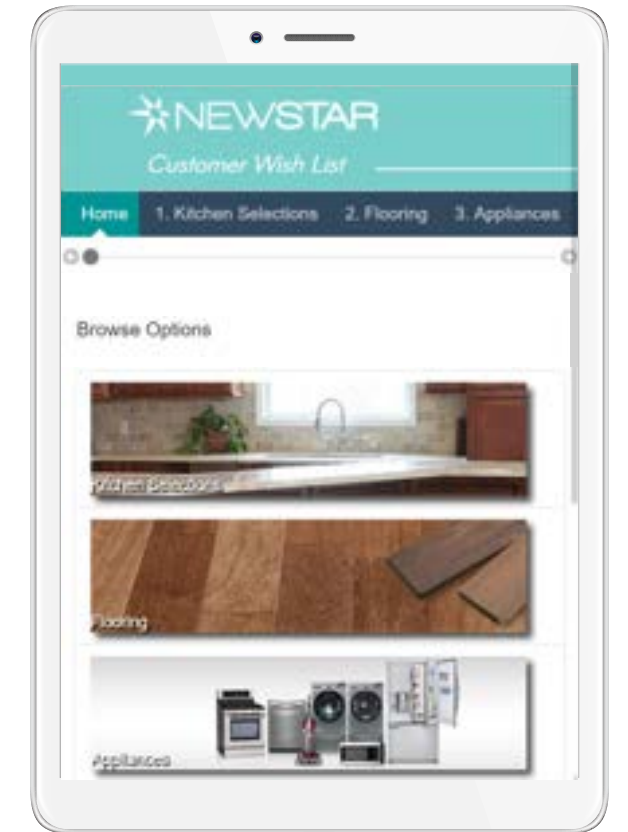 NEWSTAR
Customer Wish List
Home 1. Kitchen Selections 2. Flooring 3. Appliances
Browse Options
Kitchen Selections
Flooring
Appliances